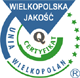 WIELKOPOLSKA
JAKOŚĆ
Q
CERTYFIKAT
UNIA WIELKOPOLAN